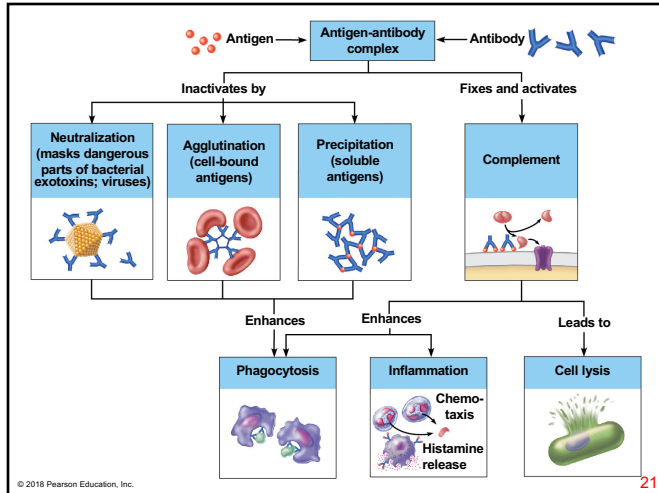 Antigen
Antigen-antibody
complex
Antibody
Inactivates by
Fixes and activates
Neutralization
(masks dangerous
parts of bacterial
exotoxins; viruses)
Agglutination
(cell-bound
antigens)
Precipitation
(soluble
antigens)
Complement
Enhances
Enhances
Leads to
Phagocytosis
Inflammation
Cell lysis
Chemo-
taxis
Histamine
release
© 2018 Pearson Education, Inc.
21